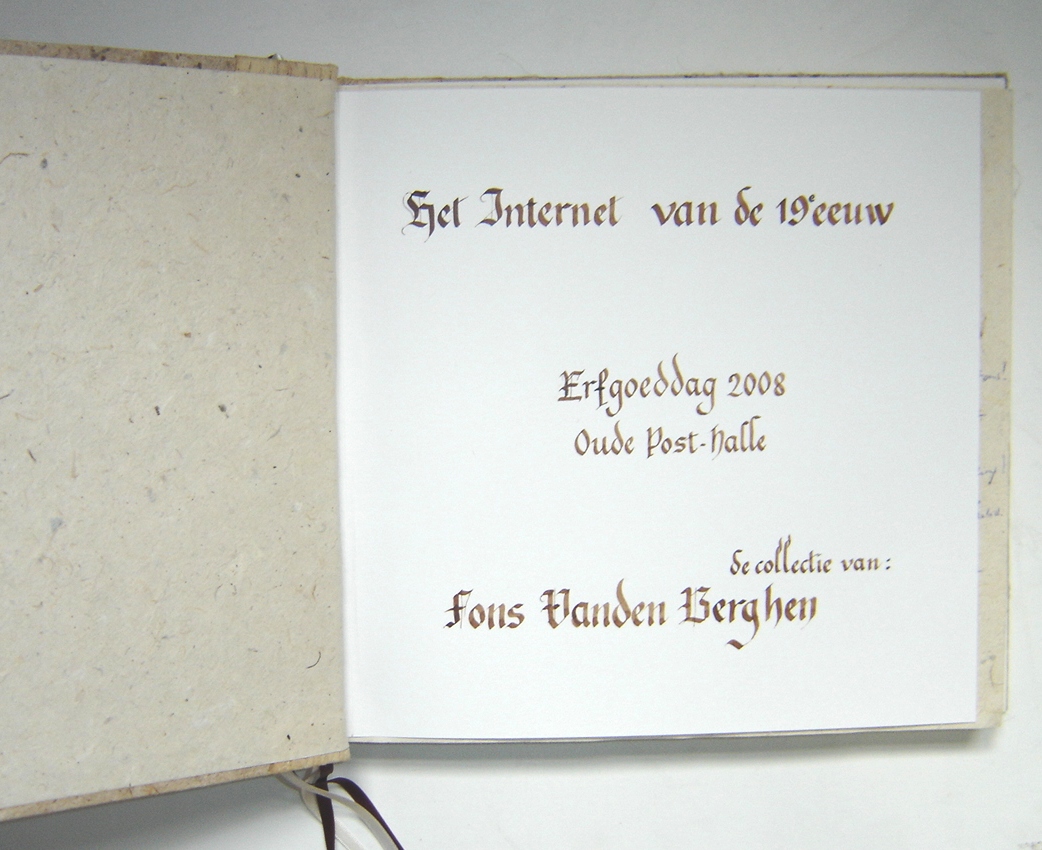 Het Internet van de 19e eeuw
Erfgoeddag 2008
Oude Post-halle
de collectie van:
Fons Vanden Berghen